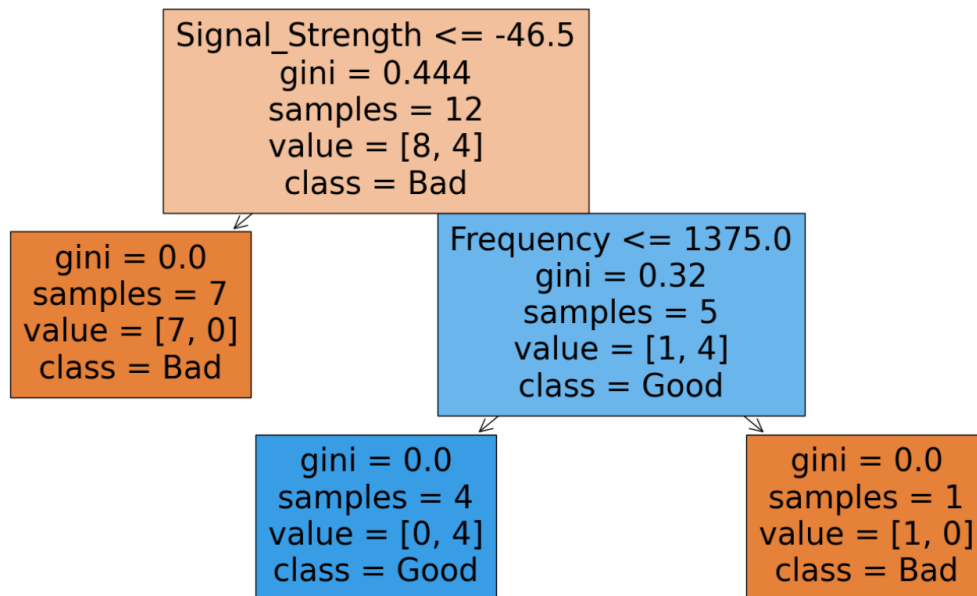 Signal_Strength <= -46.5
gini = 0.444
samples = 12
value = [8, 4]
class = Bad
gini = 0.0
samples = 7
value = [7, 0]
class = Bad
Frequency <= 1375.0
gini = 0.32
samples = 5
value = [1, 4]
class = Good
gini = 0.0
samples = 4
value = [0, 4]
class = Good
gini = 0.0
samples = 1
value = [1, 0]
class = Bad